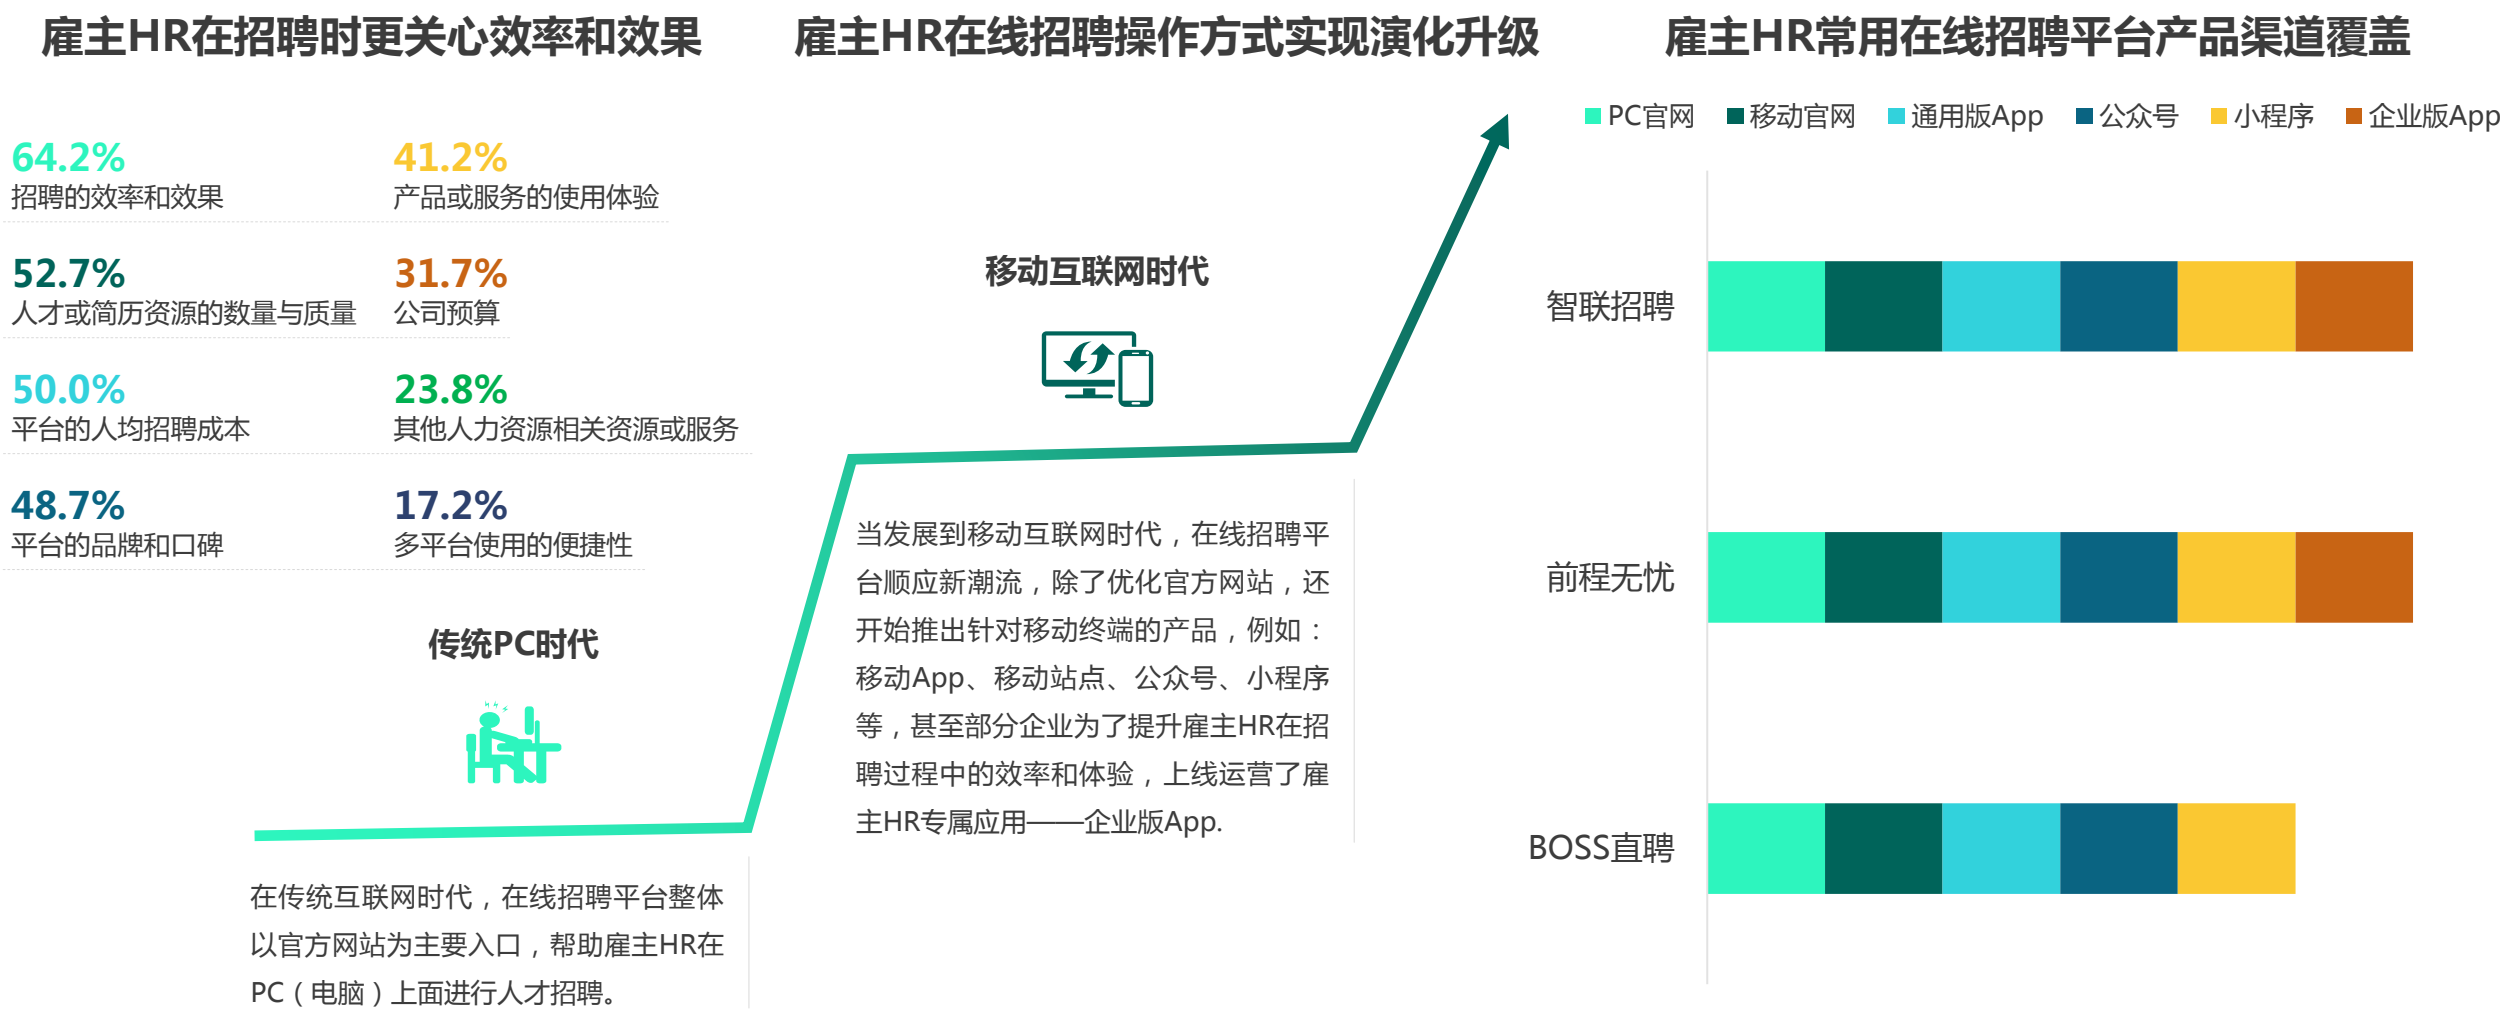 雇主HR在招聘时更关心效率和效果
64.2%
招聘的效率和效果
41.2%
产品或服务的使用体验
52.7%
人才或简历资源的数量与质量
31.7%
公司预算
50.0%
平台的人均招聘成本
23.8%
其他人力资源相关资源或服务
48.7%
平台的品牌和口碑
17.2%
多平台使用的便捷性
雇主HR在线招聘操作方式实现演化升级
传统PC时代
在传统互联网时代，在线招聘平台整体
以官方网站为主要入口，帮助雇主HR在
PC（电脑）上面进行人才招聘。
移动互联网时代
当发展到移动互联网时代，在线招聘平
台顺应新潮流，除了优化官方网站，还
开始推出针对移动终端的产品，例如：
移动App、移动站点、公众号、小程序
等，甚至部分企业为了提升雇主HR在招
聘过程中的效率和体验，上线运营了雇
主HR专属应用——企业版App.
雇主HR常用在线招聘平台产品渠道覆盖
PC官网 移动官网 通用版App 公众号 小程序 企业版App
智联招聘
前程无忧
BOSS直聘